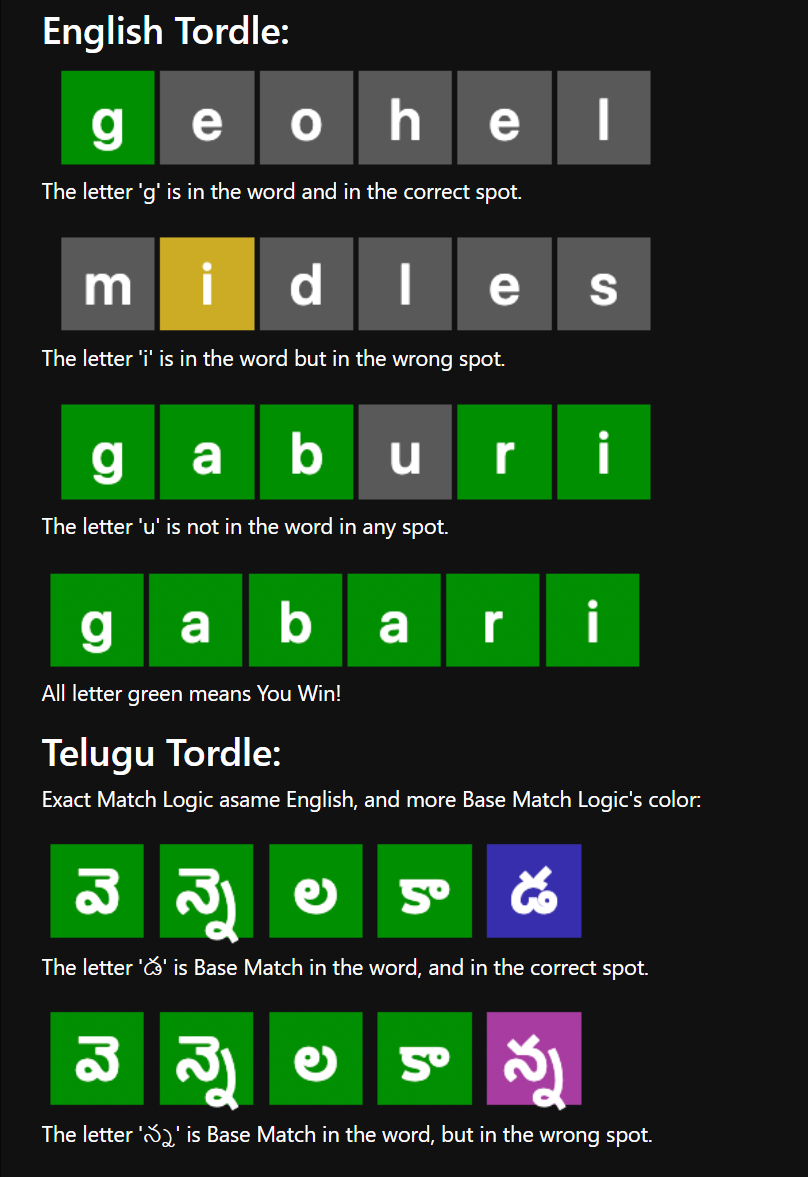 English Tordle:
g e o h e l
The letter 'g' is in the word and in the correct spot.
m i d l e s
The letter 'i' is in the word but in the wrong spot.
g a b u r i
The letter 'u' is not in the word in any spot.
g a b a r i
All letter green means You Win!
Telugu Tordle:
Exact Match Logic asame English, and more Base Match Logic's color:
వె న్నె ల కా డ
The letter 'డ' is Base Match in the word, and in the correct spot.
వె న్నె ల కా న్న
The letter 'న్న' is Base Match in the word, but in the wrong spot.